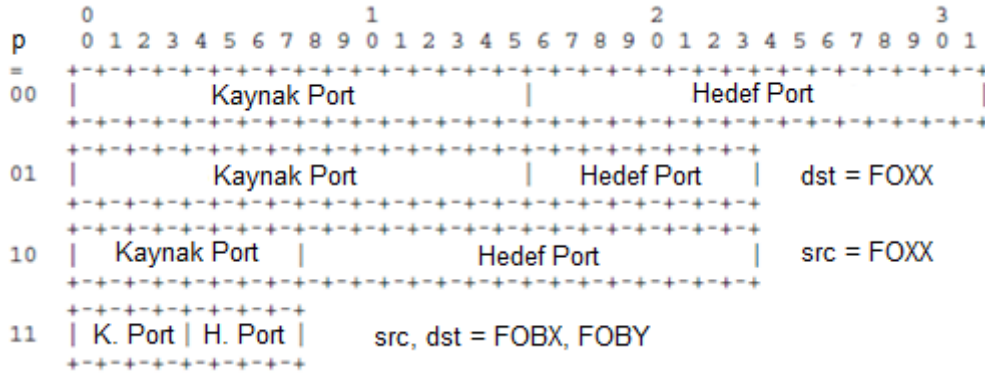 0 1 2 3
p 0 1 2 3 4 5 6 7 8 9 0 1 2 3 4 5 6 7 8 9 0 1 2 3 4 5 6 7 8 9 0 1
= +-+-+-+-+-+-+-+-+-+-+-+-+-+-+-+-+-+-+-+-+-+-+-+-+-+-+-+-+-+-+-+-+
00 | Kaynak Port | Hedef Port |
+-+-+-+-+-+-+-+-+-+-+-+-+-+-+-+-+-+-+-+-+-+-+-+-+-+-+-+-+-+-+-+-+
+-+-+-+-+-+-+-+-+-+-+-+-+-+-+-+-+-+-+-+-+-+-+-+-+
01 | Kaynak Port | Hedef Port | dst = FOXX
+-+-+-+-+-+-+-+-+-+-+-+-+-+-+-+-+-+-+-+-+-+-+-+-+
+-+-+-+-+-+-+-+-+-+-+-+-+-+-+-+-+-+-+-+-+-+-+-+-+
10 | Kaynak Port | Hedef Port | src = FOXX
+-+-+-+-+-+-+-+-+-+-+-+-+-+-+-+-+-+-+-+-+-+-+-+-+
+-+-+-+-+-+-+-+-+
11 | K. Port | H. Port | src, dst = FOBX, FOBY
+-+-+-+-+-+-+-+-+